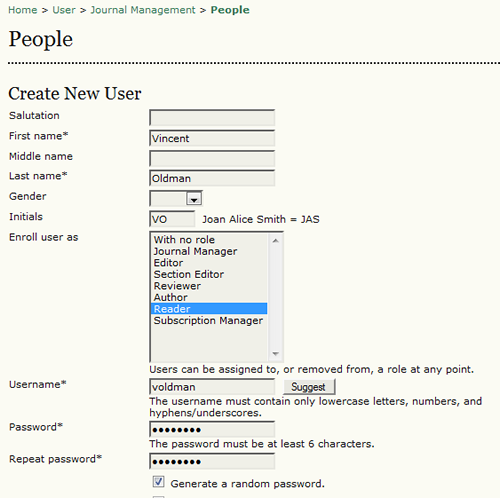 Home > User > Journal Management > People
People
Create New User
Salutation
First name* Vincent
Middle name
Last name* Oldman
Gender
Initials VO Joan Alice Smith = JAS
Enroll user as With no role
Journal Manager
Editor
Section Editor
Reviewer
Author
Reader
Subscription Manager
Users can be assigned to, or removed from, a role at any point.
Username* voldman Suggest
The username must contain only lowercase letters, numbers, and
hyphens/underscores.
Password* ••••••••
The password must be at least 6 characters.
Repeat password* ••••••••
Generate a random password.